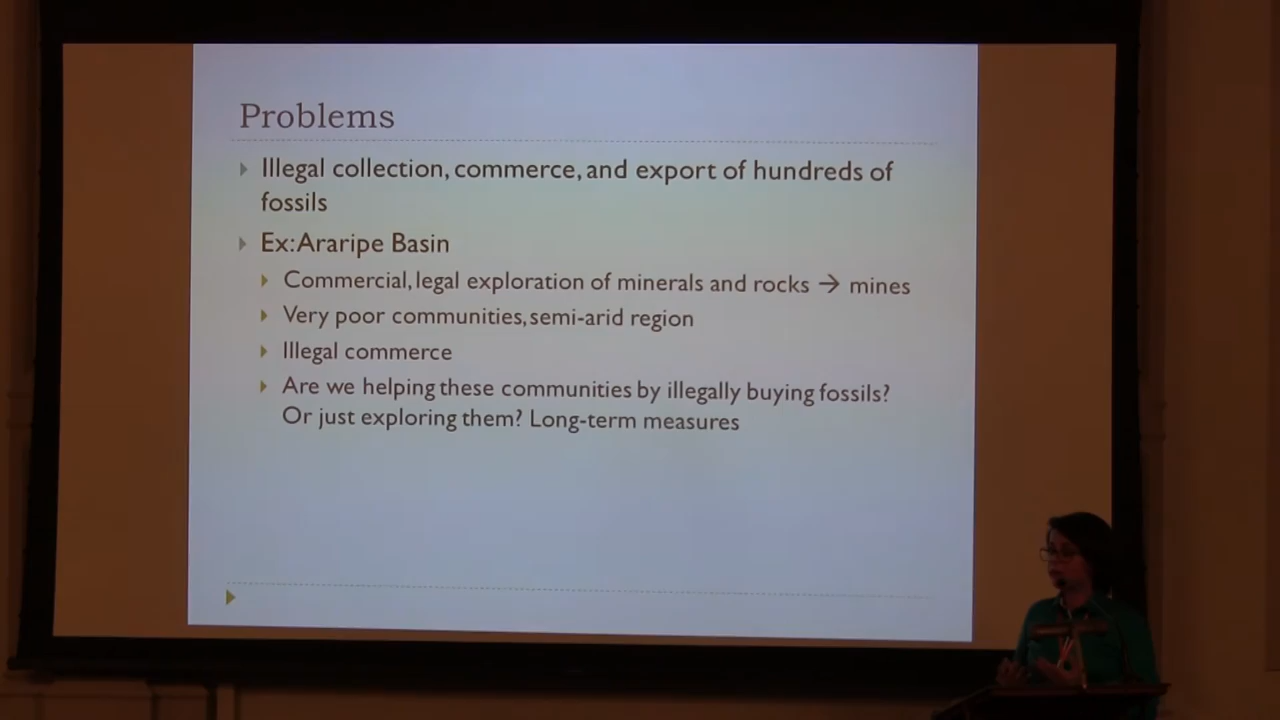 Problems
Illegal collection, commerce, and export of hundreds of
fossils
Ex: Araripe Basin
Commercial, legal exploration of minerals and rocks → mines
Very poor communities, semi-arid region
Illegal commerce
Are we helping these communities by illegally buying fossils?
Or just exploring them? Long-term measures